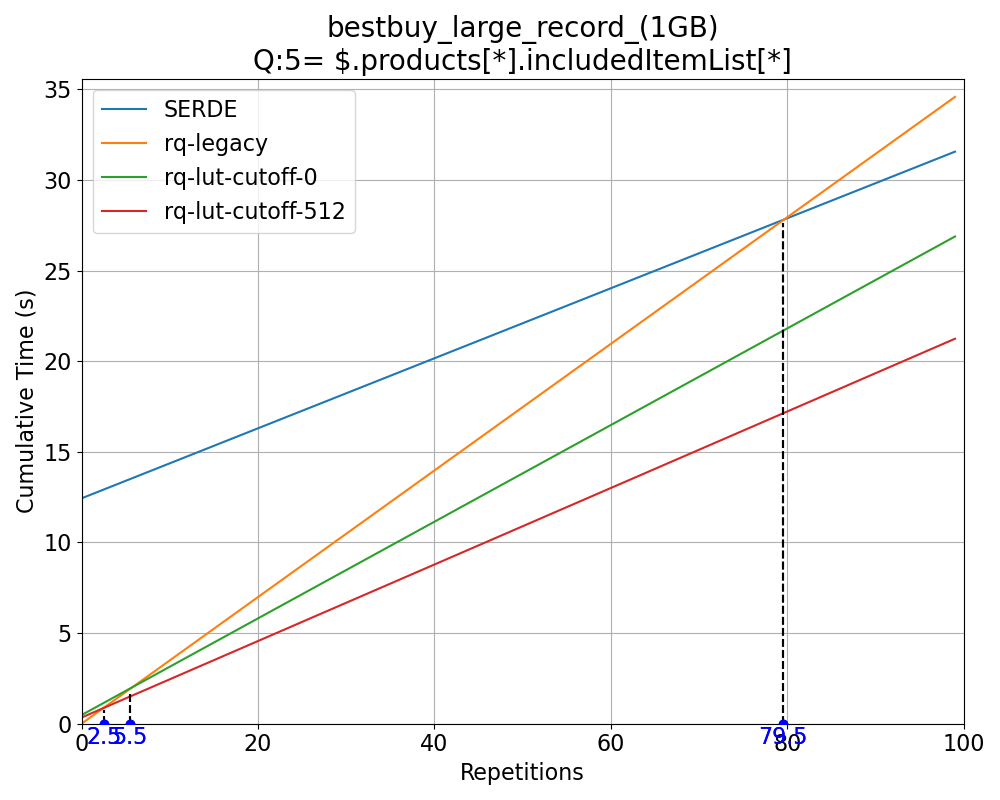 bestbuy_large_record_(1GB)
Q:5= $.products[*].includedItemList[*]
SERDE
rq-legacy
rq-lut-cutoff-0
rq-lut-cutoff-512
Cumulative Time (s)
35
30
25
20
15
10
5
0
0
20
40
60
80
100
2.5
5.5
79.5
Repetitions